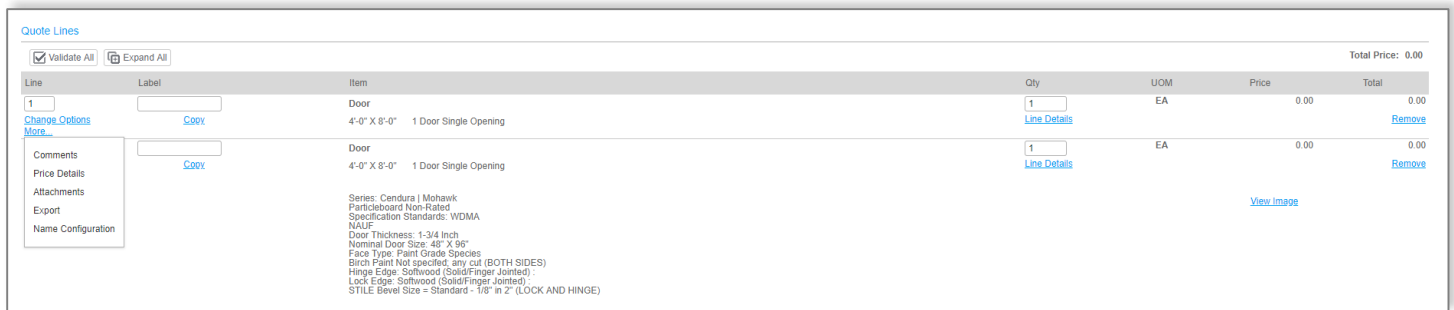 Quote Lines
Validate All Expand All Total Price: 0.00
Line Label Item Qty UOM Price Total
1 Door 1 EA 0.00 0.00
Change Options Copy 4'-0" X 8'-0" 1 Door Single Opening Line Details Remove
More...
Door 1 EA 0.00 0.00
Copy 4'-0" X 8'-0" 1 Door Single Opening Line Details Remove
Comments
Price Details
Attachments
Export
Name Configuration
Series: Cendura | Mohawk View Image
Particleboard Non-Rated
Specification Standards: WDMA
NAUF
Door Thickness: 1-3/4 Inch
Nominal Door Size: 48" X 96"
Face Type: Paint Grade Species
Birch Paint Not specifed; any cut (BOTH SIDES)
Hinge Edge: Softwood (Solid/Finger Jointed) :
Lock Edge: Softwood (Solid/Finger Jointed) :
STILE Bevel Size = Standard - 1/8" in 2" (LOCK AND HINGE)